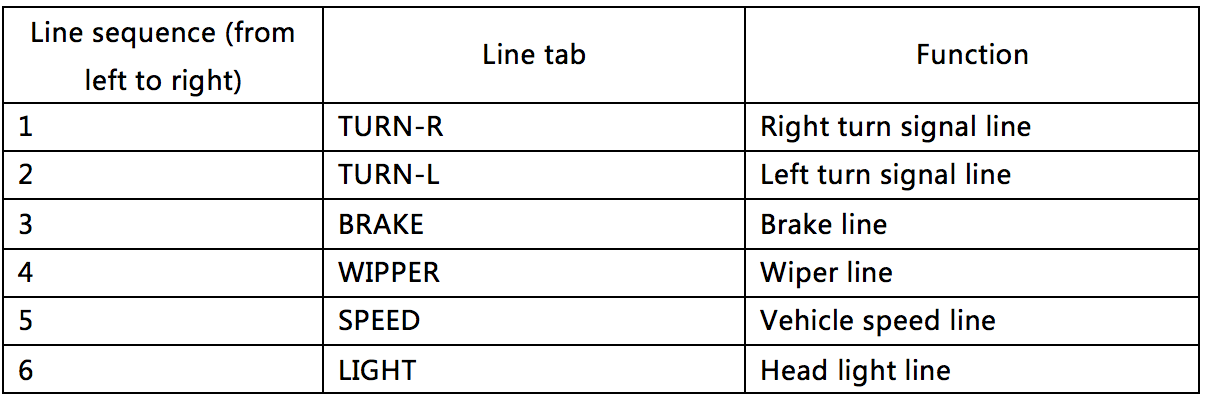 Line sequence (from
left to right)
Line tab
Function
1
TURN-R
Right turn signal line
2
TURN-L
Left turn signal line
3
BRAKE
Brake line
4
WIPPER
Wiper line
5
SPEED
Vehicle speed line
6
LIGHT
Head light line